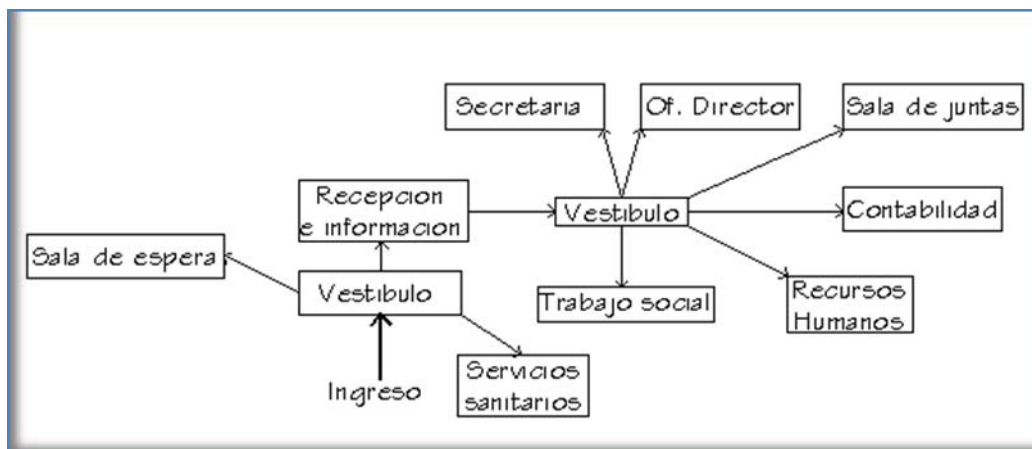 Secretaria
Of. Director
Sala de juntas
Recepcion
e informacion
Vestibulo
Contabilidad
Sala de espera
Vestibulo
Trabajo social
Recursos
Humanos
Ingreso
Servicios
sanitarios